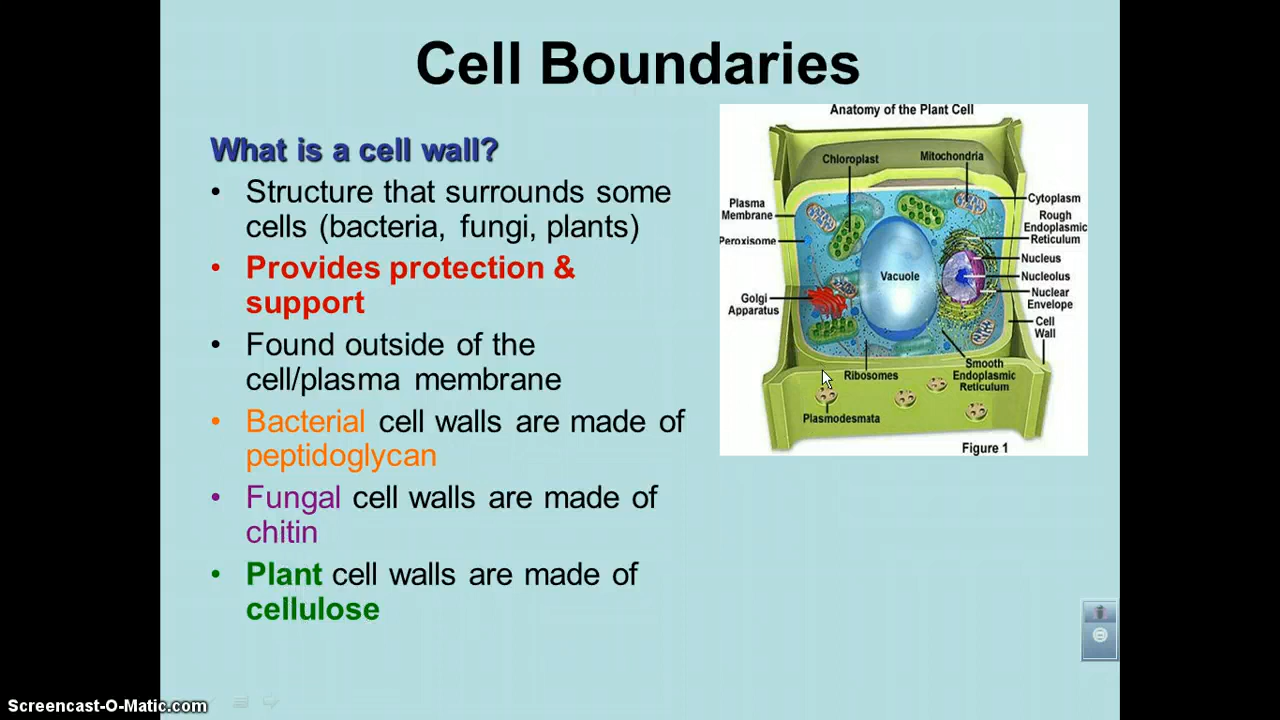 Cell Boundaries
What is a cell wall?
• Structure that surrounds some
cells (bacteria, fungi, plants)
• Provides protection &
support
• Found outside of the
cell/plasma membrane
• Bacterial cell walls are made of
peptidoglycan
• Fungal cell walls are made of
chitin
• Plant cell walls are made of
cellulose
Anatomy of the Plant Cell
Chloroplast
Mitochondria
Plasma
Membrane
Peroxisome
Cytoplasm
Rough
Endoplasmic
Reticulum
Nucleus
Vacuole
Nucleolus
Golgi
Apparatus
Nuclear
Envelope
Cell
Wall
Ribosomes
Smooth
Endoplasmic
Reticulum
Plasmodesmata
Figure 1
Screencast-O-Matic.com